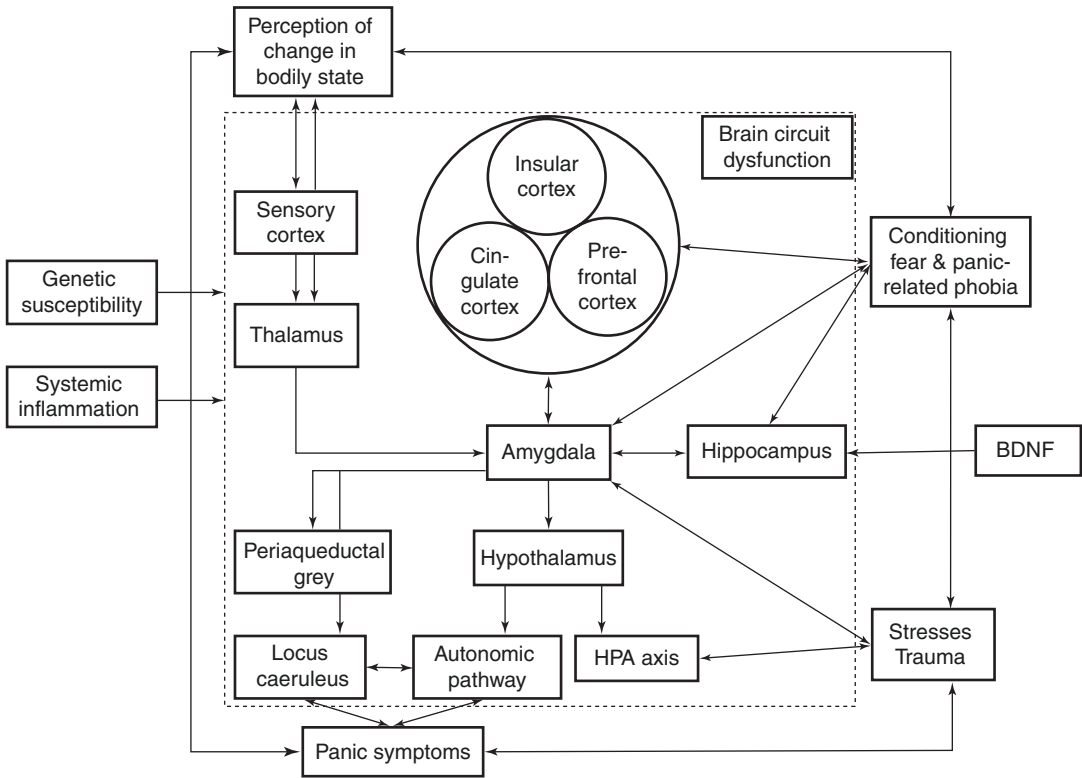 Perception of
change in
bodily state
Brain circuit
dysfunction
Insular
cortex
Cin-
gulate
cortex
Pre-
frontal
cortex
Sensory
cortex
Conditioning
fear & panic-
related phobia
Genetic
susceptibility
Thalamus
Systemic
inflammation
Amygdala
Hippocampus
BDNF
Periaqueductal
grey
Hypothalamus
Locus
caeruleus
Autonomic
pathway
HPA axis
Stresses
Trauma
Panic symptoms